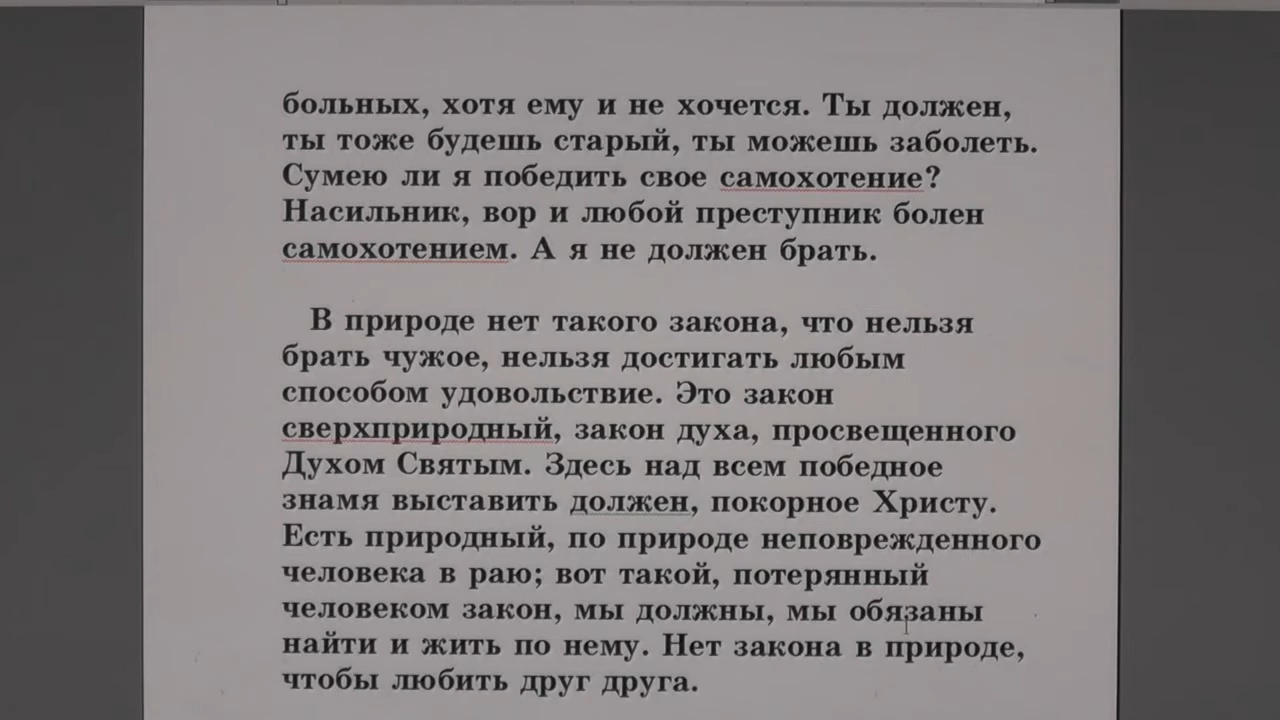 больных, хотя ему и не хочется. Ты должен,
ты тоже будешь старый, ты можешь заболеть.
Сумею ли я победить свое самохотение?
Насильник, вор и любой преступник болен
самохотением. А я не должен брать.
В природе нет такого закона, что нельзя
брать чужое, нельзя достигать любым
способом удовольствие. Это закон
сверхприродный, закон духа, просвещенного
Духом Святым. Здесь над всем победное
знамя выставить должен, покорное Христу.
Есть природный, по природе неповрежденного
человека в раю; вот такой, потерянный
человеком закон, мы должны, мы обязаны
найти и жить по нему. Нет закона в природе,
чтобы любить друг друга.